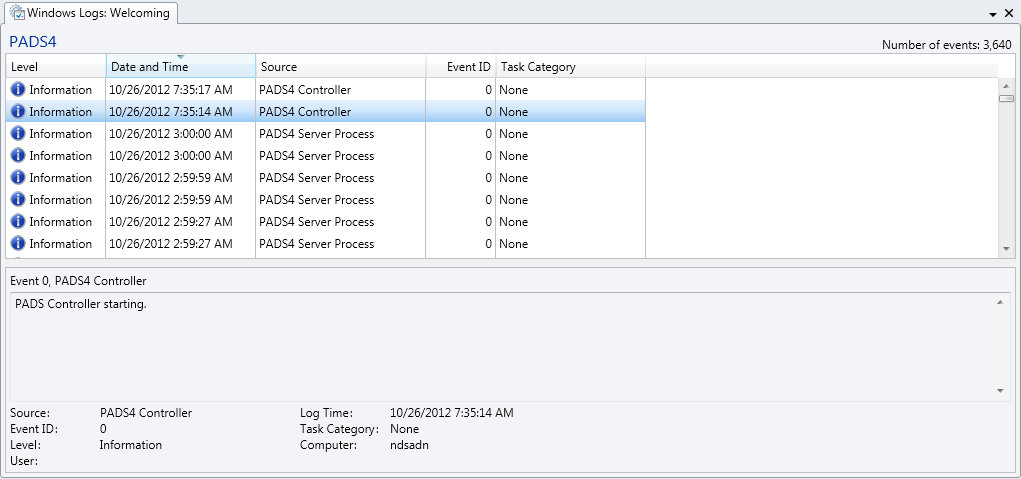 Windows Logs: Welcoming
PADS4
Number of events: 3,640
Level Date and Time Source Event ID Task Category
Information 10/26/2012 7:35:17 AM PADS4 Controller 0 None
Information 10/26/2012 7:35:14 AM PADS4 Controller 0 None
Information 10/26/2012 3:00:00 AM PADS4 Server Process 0 None
Information 10/26/2012 3:00:00 AM PADS4 Server Process 0 None
Information 10/26/2012 2:59:59 AM PADS4 Server Process 0 None
Information 10/26/2012 2:59:59 AM PADS4 Server Process 0 None
Information 10/26/2012 2:59:27 AM PADS4 Server Process 0 None
Information 10/26/2012 2:59:27 AM PADS4 Server Process 0 None
Event 0, PADS4 Controller
PADS Controller starting.
Source: PADS4 Controller Log Time: 10/26/2012 7:35:14 AM
Event ID: 0 Task Category: None
Level: Information Computer: ndsadn
User: